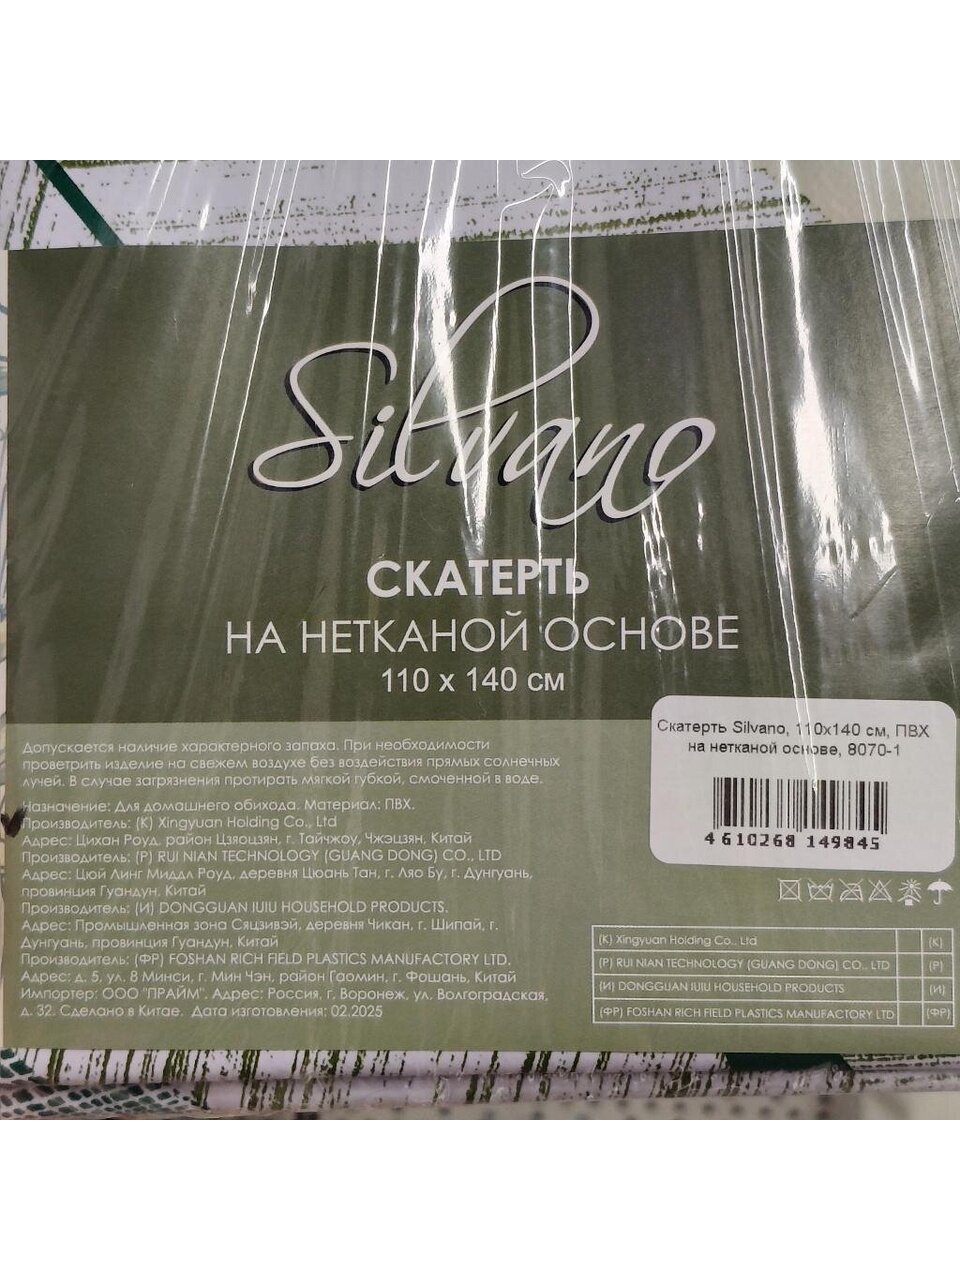 Silvano
СКАТЕРТЬ
НА НЕТКАНОЙ ОСНОВЕ
110 х 140 см
Скатерть Silvano, 110х140 см, ПВХ
на нетканой основе, 8070-1
4 610268 149845
Допускается наличие характерного запаха. При необходимости
проветрить изделие на свежем воздухе без воздействия прямых солнечных
лучей. В случае загрязнения протирать мягкой губкой, смоченной в воде.
Назначение: Для домашнего обихода. Материал: ПВХ.
Производитель: (К) Xingyuan Holding Co., Ltd
Адрес: Цихан Роуд, район Цзяоцзян, г. Тайчжоу, Чжэцзян, Китай
Производитель: (Р) RUI NIAN TECHNOLOGY (GUANG DONG) CO., LTD
Адрес: Цюй Линг Миддл Роуд, деревня Цюань Тан, г. Ляо Бу, г. Дунгуань,
провинция Гуандун, Китай
Производитель: (И) DONGGUAN IUIU HOUSEHOLD PRODUCTS.
Адрес: Промышленная зона Сяцзивэй, деревня Чикан, г. Шипай, г.
Дунгуань, провинция Гуандун, Китай
Производитель: (ФР) FOSHAN RICH FIELD PLASTICS MANUFACTORY LTD.
Адрес: д. 5, ул. 8 Минси, г. Мин Чэн, район Гаомин, г. Фошань, Китай
Импортер: ООО "ПРАЙМ". Адрес: Россия, г. Воронеж, ул. Волгоградская,
д. 32. Сделано в Китае. Дата изготовления: 02.2025
(К) Xingyuan Holding Co., Ltd (К)
(Р) RUI NIAN TECHNOLOGY (GUANG DONG) CO., LTD (Р)
(И) DONGGUAN IUIU HOUSEHOLD PRODUCTS (И)
(ФР) FOSHAN RICH FIELD PLASTICS MANUFACTORY LTD (ФР)